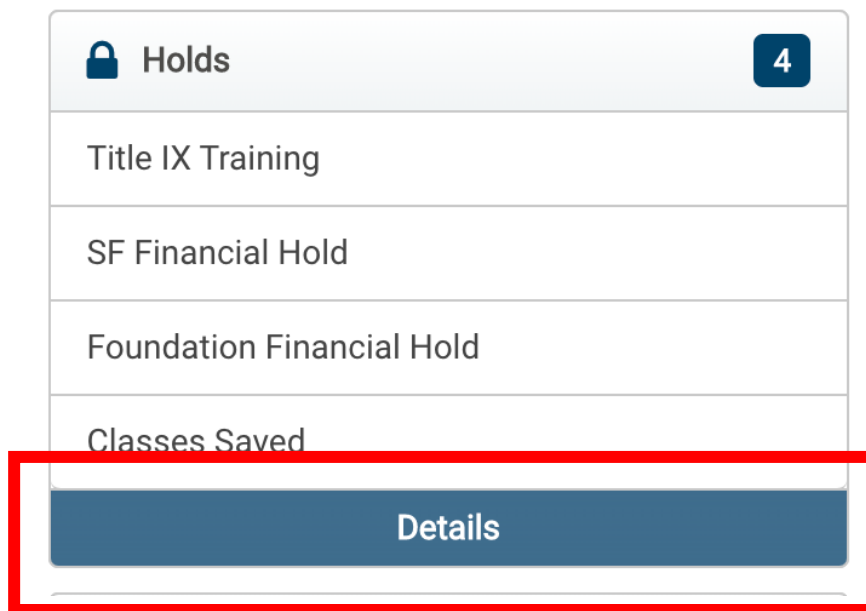 Holds
4
Title IX Training
SF Financial Hold
Foundation Financial Hold
Classes Saved
Details